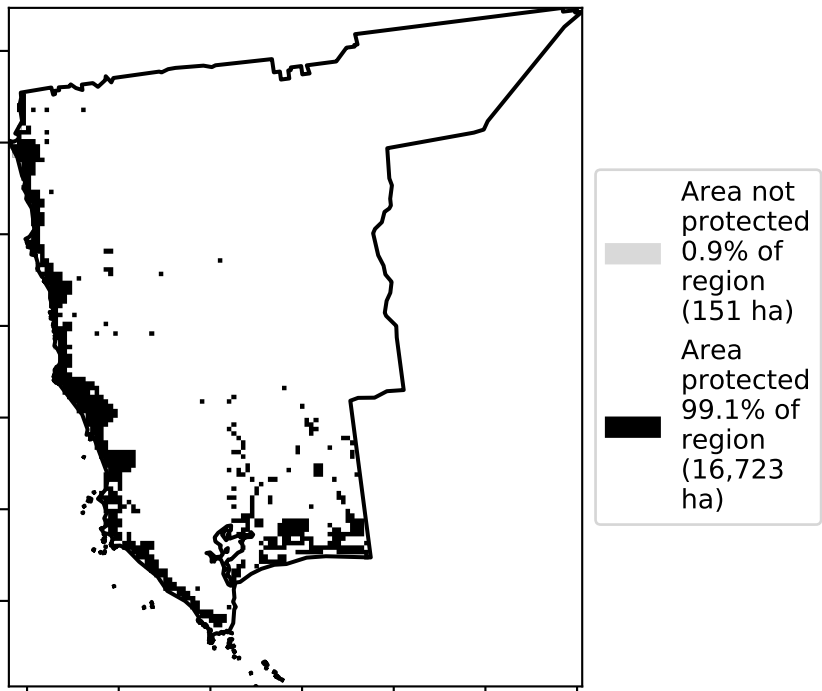 Area not
protected
0.9% of
region
(151 ha)
Area
protected
99.1% of
region
(16,723
ha)